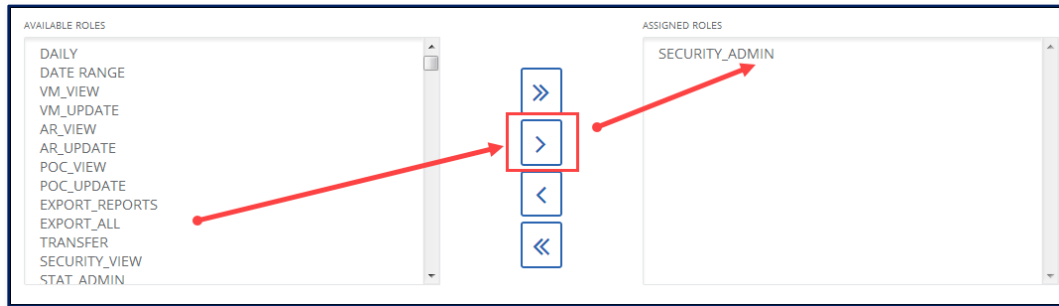 AVAILABLE ROLES
DAILY
DATE RANGE
VM_VIEW
VM_UPDATE
AR_VIEW
AR_UPDATE
POC_VIEW
POC_UPDATE
EXPORT_REPORTS
EXPORT_ALL
TRANSFER
SECURITY_VIEW
STAT_ADMIN
ASSIGNED ROLES
SECURITY_ADMIN